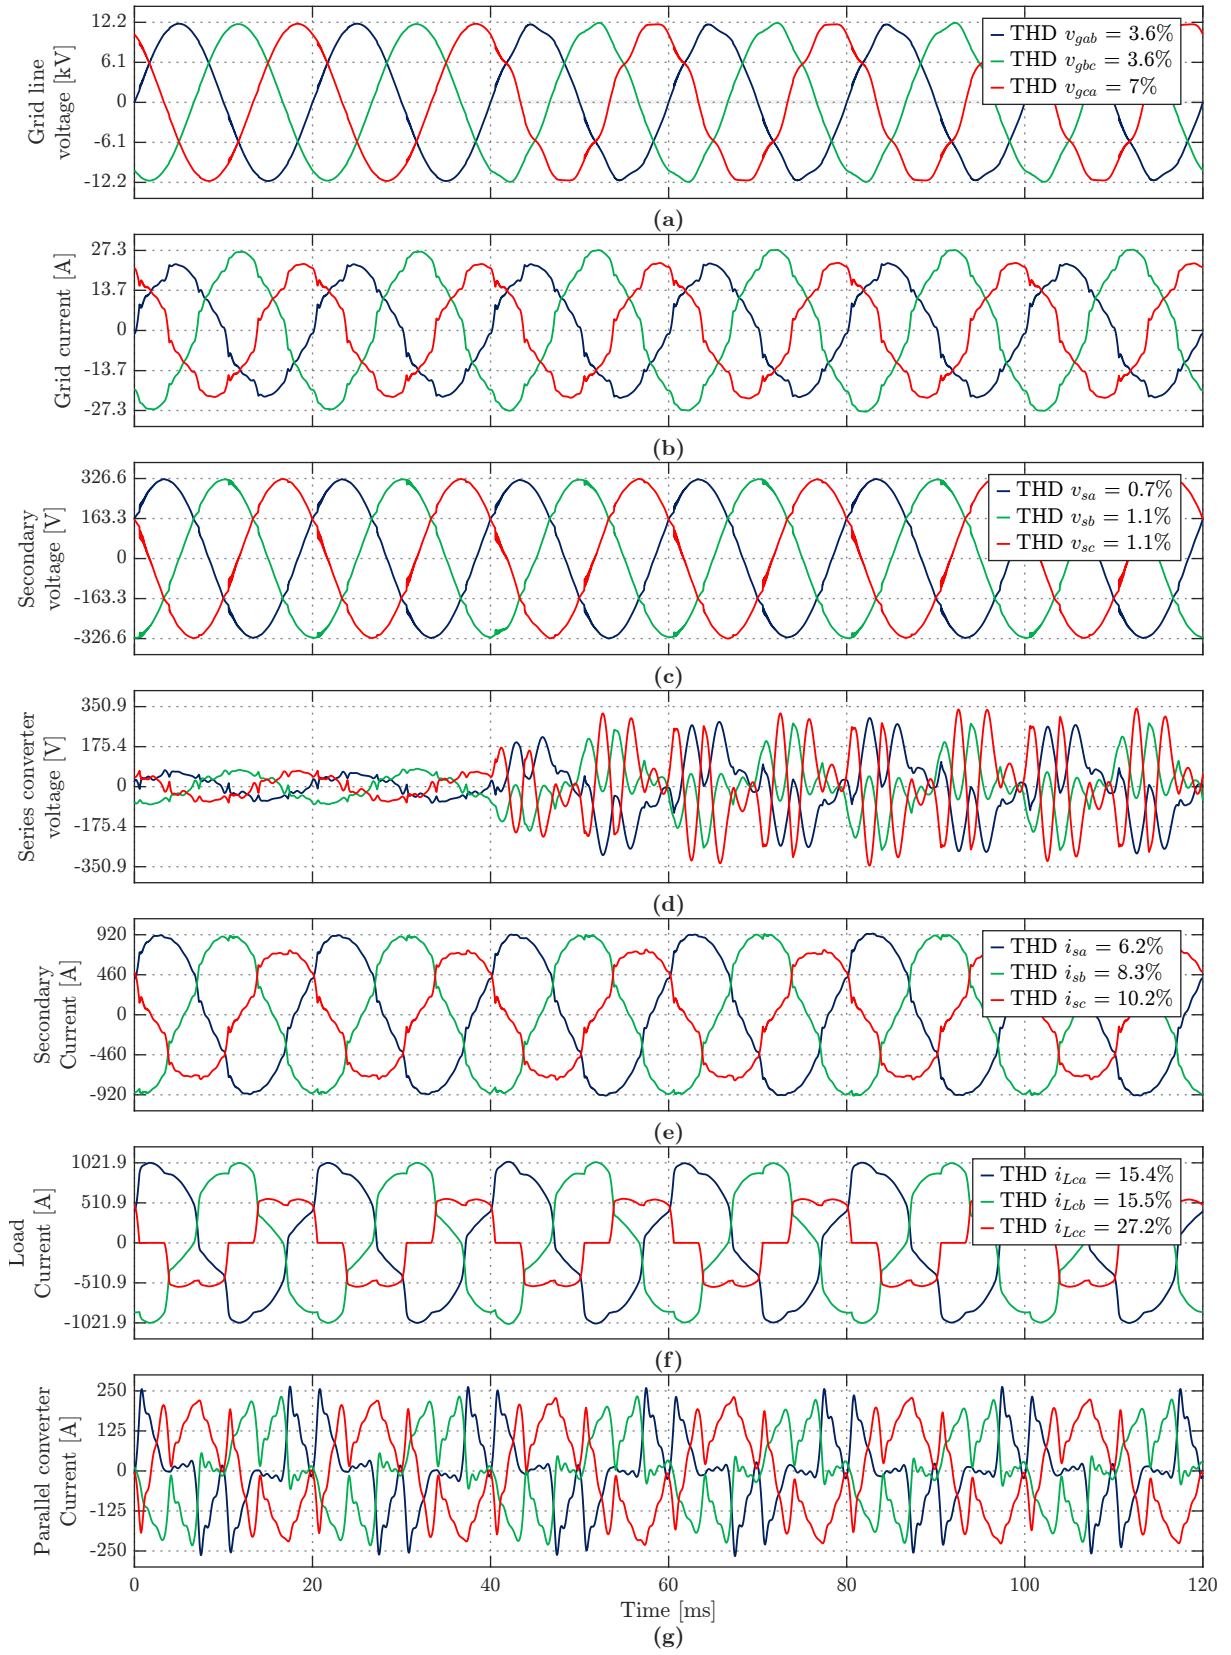 Grid line
voltage [kV]
12.2
6.1
0
-6.1
-12.2
THD v_gab = 3.6%
THD v_gbc = 3.6%
THD v_gca = 7%
(a)
Grid current [A]
27.3
13.7
0
-13.7
-27.3
(b)
Secondary
voltage [V]
326.6
163.3
0
-163.3
-326.6
THD v_sa = 0.7%
THD v_sb = 1.1%
THD v_sc = 1.1%
(c)
Series converter
voltage [V]
350.9
175.4
0
-175.4
-350.9
(d)
Secondary
Current [A]
920
460
0
-460
-920
THD i_sa = 6.2%
THD i_sb = 8.3%
THD i_sc = 10.2%
(e)
Load
Current [A]
1021.9
510.9
0
-510.9
-1021.9
THD i_Lca = 15.4%
THD i_Lcb = 15.5%
THD i_Lcc = 27.2%
(f)
Parallel converter
Current [A]
250
125
0
-125
-250
0 20 40 60 80 100 120
Time [ms]
(g)